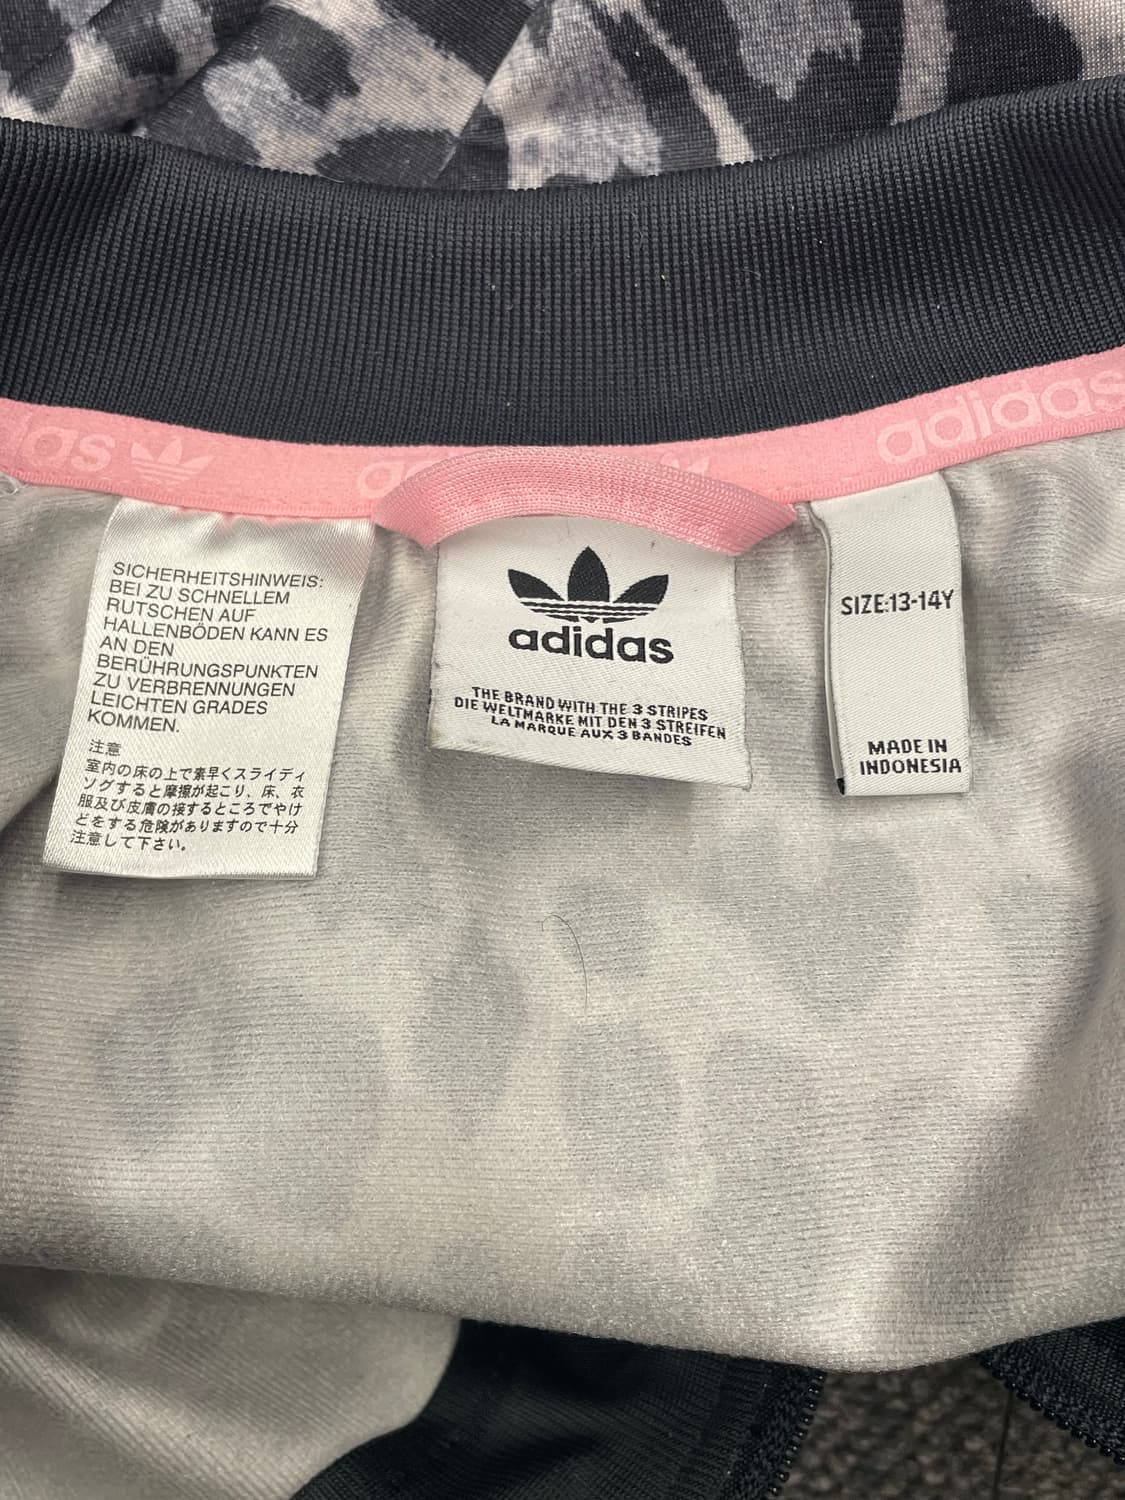 adidas
adidas
SICHERHEITSHINWEIS:
BEI ZU SCHNELLEM
RUTSCHEN AUF
HALLENBÖDEN KANN ES
AN DEN
BERÜHRUNGSPUNKTEN
ZU VERBRENNUNGEN
LEICHTEN GRADES
KOMMEN.
注意
室内の床の上で素早くスライディ
ングすると摩擦が起こり、床、衣
服及び皮膚の接するところでやけ
どをする危険がありますので十分
注意して下さい。
adidas
THE BRAND WITH THE 3 STRIPES
DIE WELTMARKE MIT DEN 3 STREIFEN
LA MARQUE AUX 3 BANDES
SIZE:13-14Y
MADE IN
INDONESIA